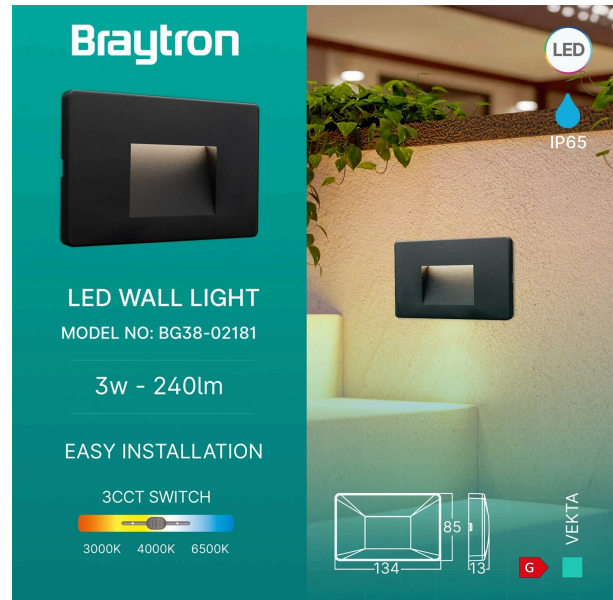 Braytron
LED WALL LIGHT
MODEL NO: BG38-02181
3w - 240lm
EASY INSTALLATION
3CCT SWITCH
3000K 4000K 6500K
LED
IP65
85
134
13
G
VEKTA